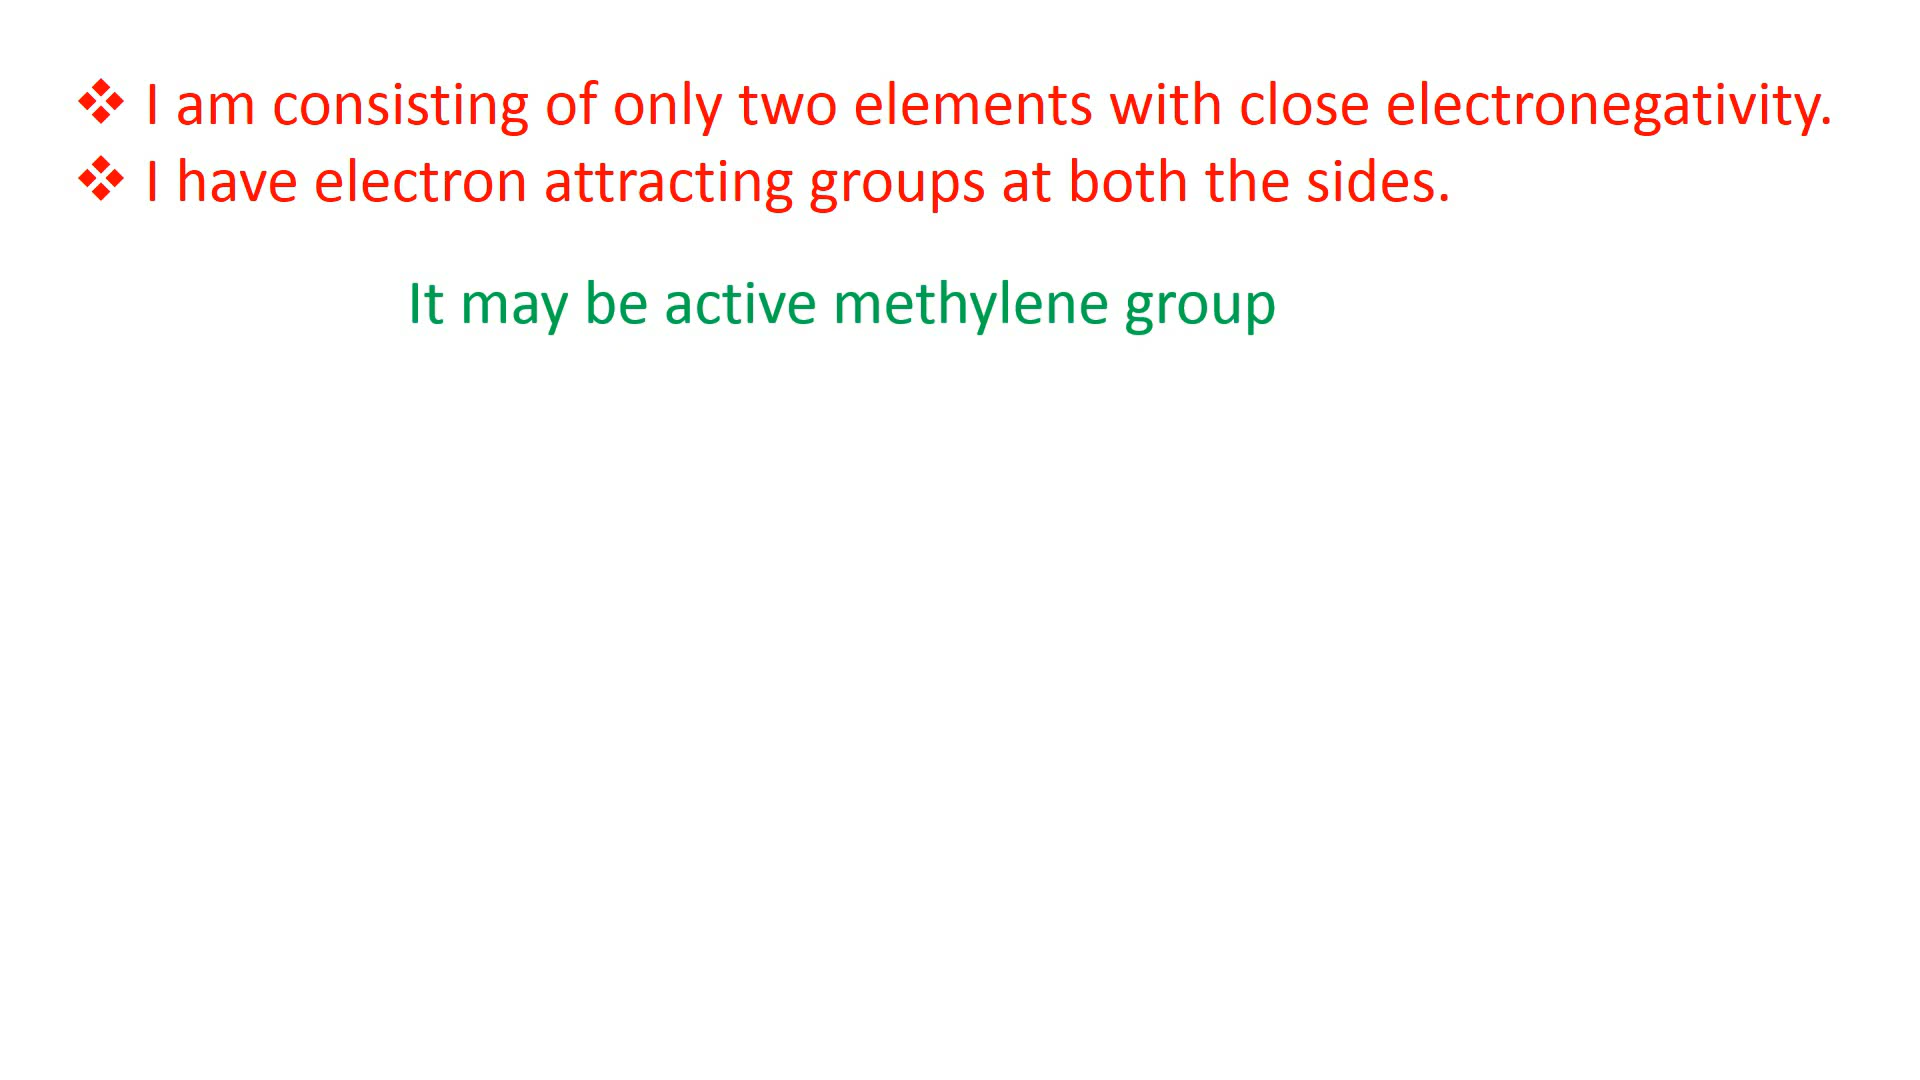 ❖ I am consisting of only two elements with close electronegativity.
❖ I have electron attracting groups at both the sides.
It may be active methylene group